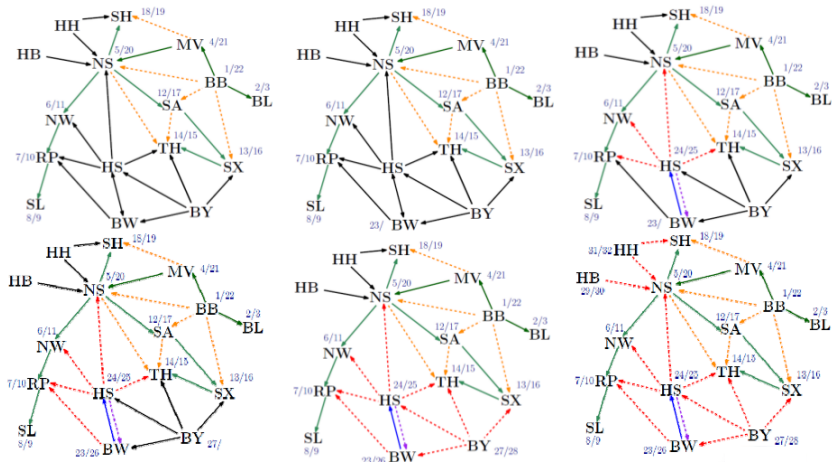 18/19
SH
HH
5/20
MV 4/21
HB
NS
1/22
BB 2/3
12/17
BL
6/11
SA
NW
14/15
TH 13/16
7/10 RP
HS
SX
SL
8/9
BW
BY
18/19
SH
HH
5/20
MV 4/21
HB
NS
1/22
BB 2/3
12/17
BL
6/11
SA
NW
14/15
TH 13/16
7/10 RP
HS
SX
SL
8/9
23/ BW
BY
18/19
SH
HH
5/20
MV 4/21
HB
NS
1/22
BB 2/3
12/17
BL
6/11
SA
NW
24/25 14/15
TH 13/16
7/10 RP
HS
SX
SL
8/9
23/ BW
BY
18/19
SH
HH
5/20
MV 4/21
HB
NS
1/22
BB 2/3
12/17
BL
6/11
SA
NW
14/15
TH 13/16
7/10 RP
24/25
HS
SX
SL
8/9
BY 27/
BW
23/26
18/19
SH
HH
5/20
MV 4/21
HB
NS
1/22
BB 2/3
12/17
BL
6/11
SA
NW
14/15
TH 13/16
7/10 RP
24/25
HS
SX
SL
8/9
BY 27/28
BW
23/26
31/32
HH
18/19
SH
5/20
MV 4/21
HB
29/30
NS
1/22
BB 2/3
12/17
BL
6/11
SA
NW
14/15
TH 13/16
7/10 RP
24/25
HS
SX
SL
8/9
BY 27/28
BW
23/26